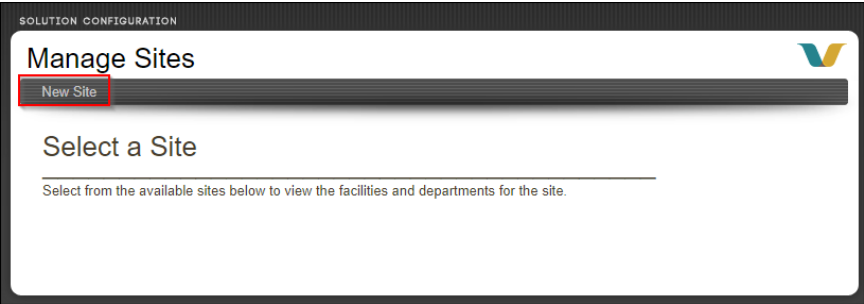 SOLUTION CONFIGURATION
Manage Sites
New Site
Select a Site
Select from the available sites below to view the facilities and departments for the site.